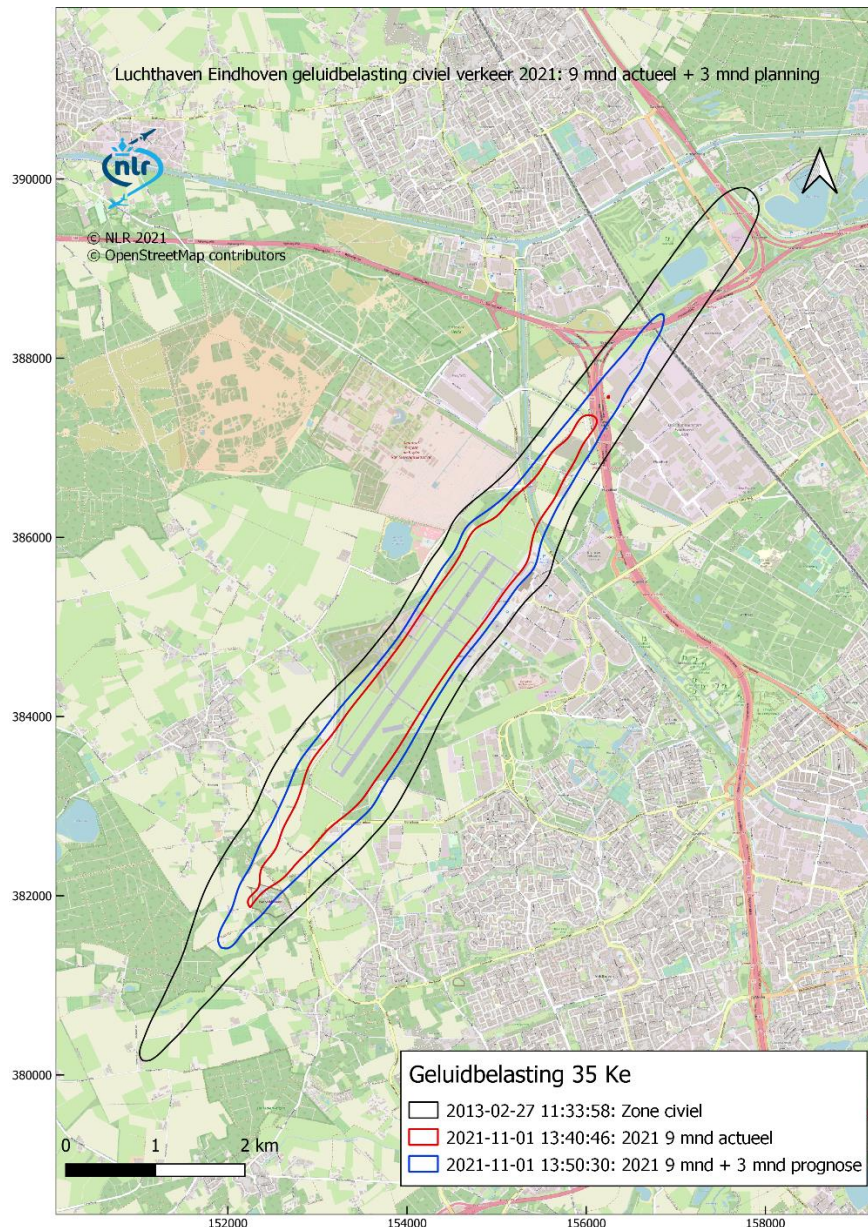 Luchthaven Eindhoven geluidbelasting civiel verkeer 2021: 9 mnd actueel + 3 mnd planning
390000
nlr
© NLR 2021
© OpenStreetMap contributors
388000
386000
384000
382000
380000
Geluidbelasting 35 Ke
2013-02-27 11:33:58: Zone civiel
2021-11-01 13:40:46: 2021 9 mnd actueel
2021-11-01 13:50:30: 2021 9 mnd + 3 mnd prognose
0 1 2 km
152000 154000 156000 158000